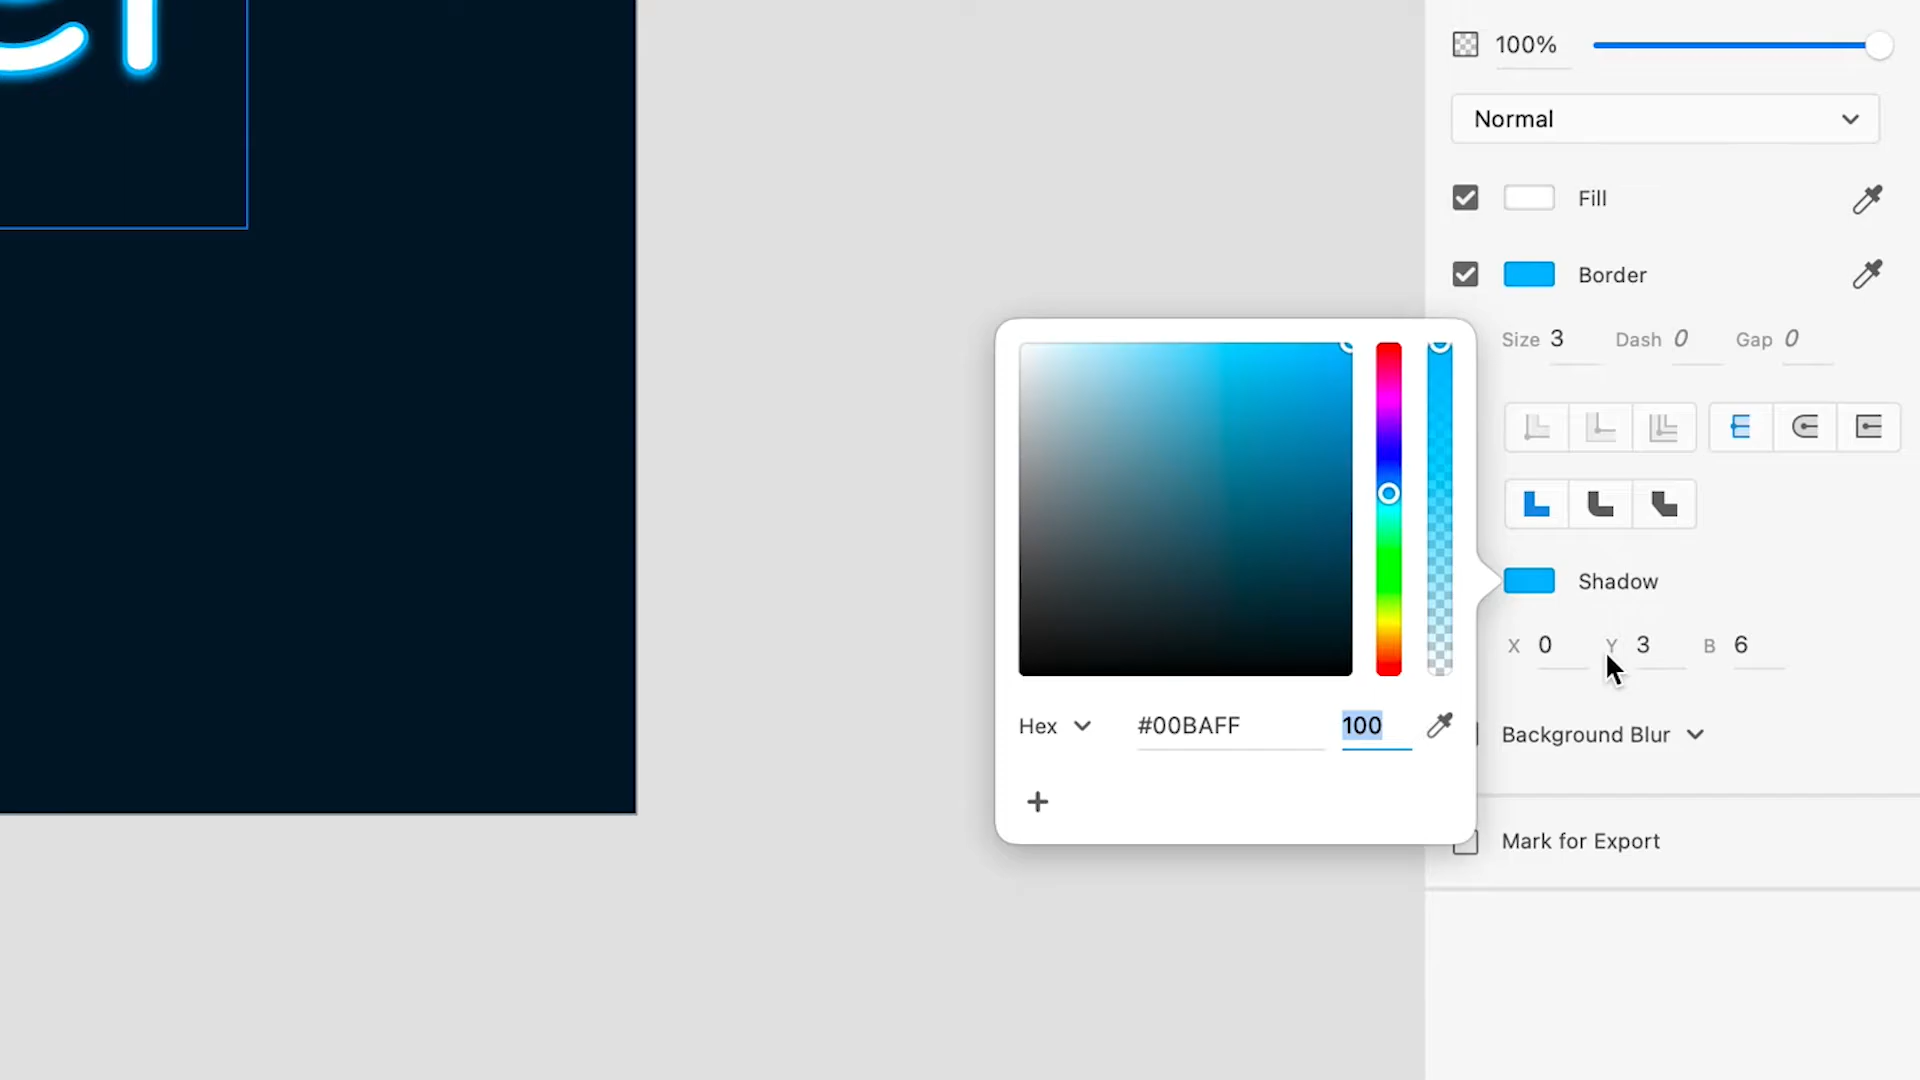 100%
Normal
Fill
Border
Size 3 Dash 0 Gap 0
Shadow
X 0 Y 3 B 6
Hex #00BAFF 100
Background Blur
+
Mark for Export